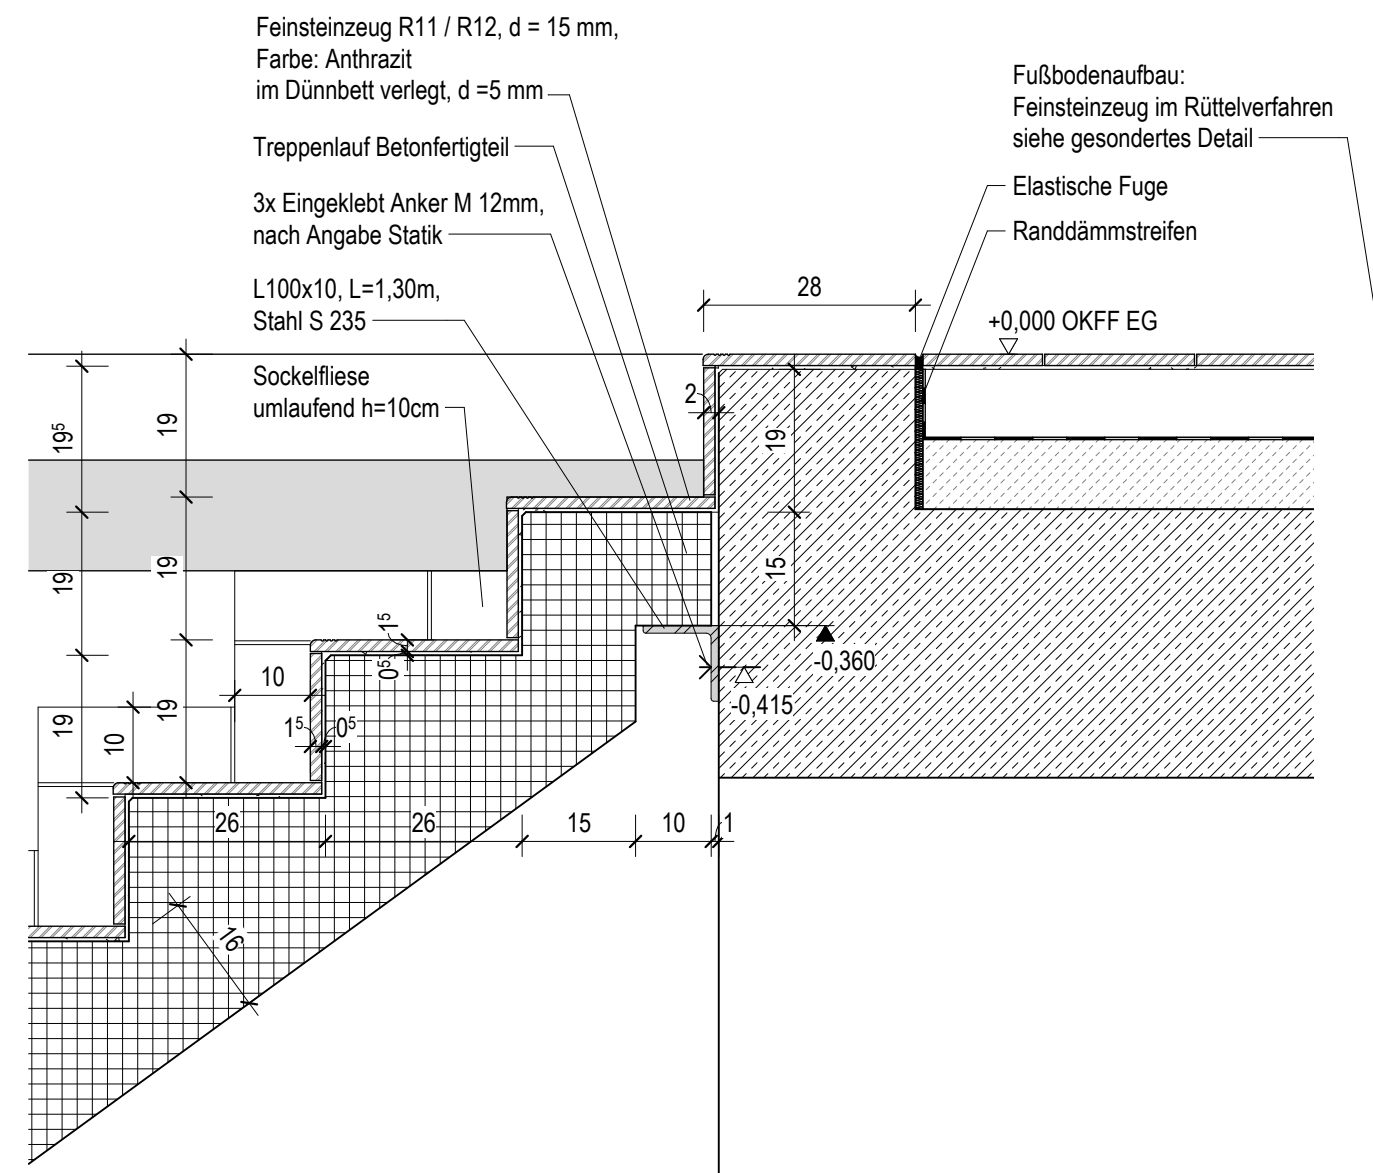 Feinsteinzeug R11 / R12, d = 15 mm,
Farbe: Anthrazit
im Dünnbett verlegt, d =5 mm
Treppenlauf Betonfertigteil
3x Eingeklebt Anker M 12mm,
nach Angabe Statik
L100x10, L=1,30m,
Stahl S 235
Sockelfliese
umlaufend h=10cm
Fußbodenaufbau:
Feinsteinzeug im Rüttelverfahren
siehe gesondertes Detail
Elastische Fuge
Randdämmstreifen
28
+0,000 OKFF EG
2
19⁵
19
19
19
19
15
1⁵
0⁵
-0,360
-0,415
10
19
19
10
1⁵
0⁵
26
26
15
10
1
16